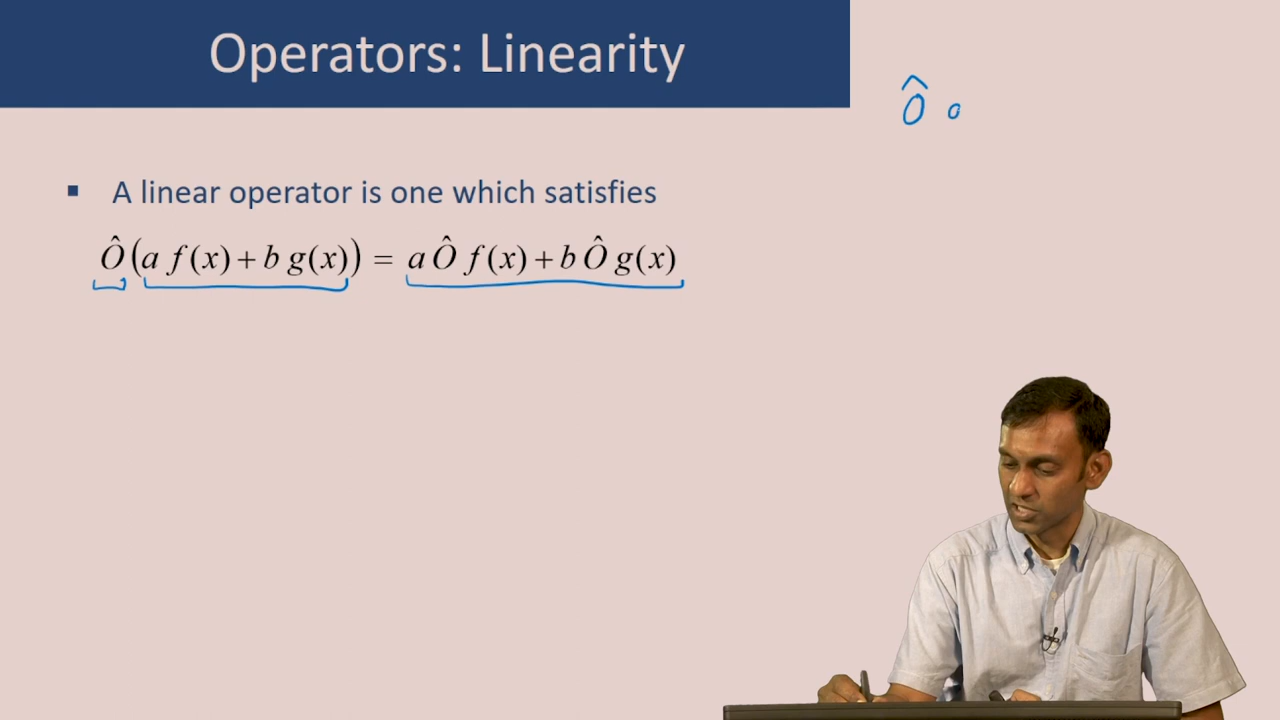 Operators: Linearity
Ô o
▪ A linear operator is one which satisfies
Ô (a f(x) + b g(x)) = a Ô f(x) + b Ô g(x)